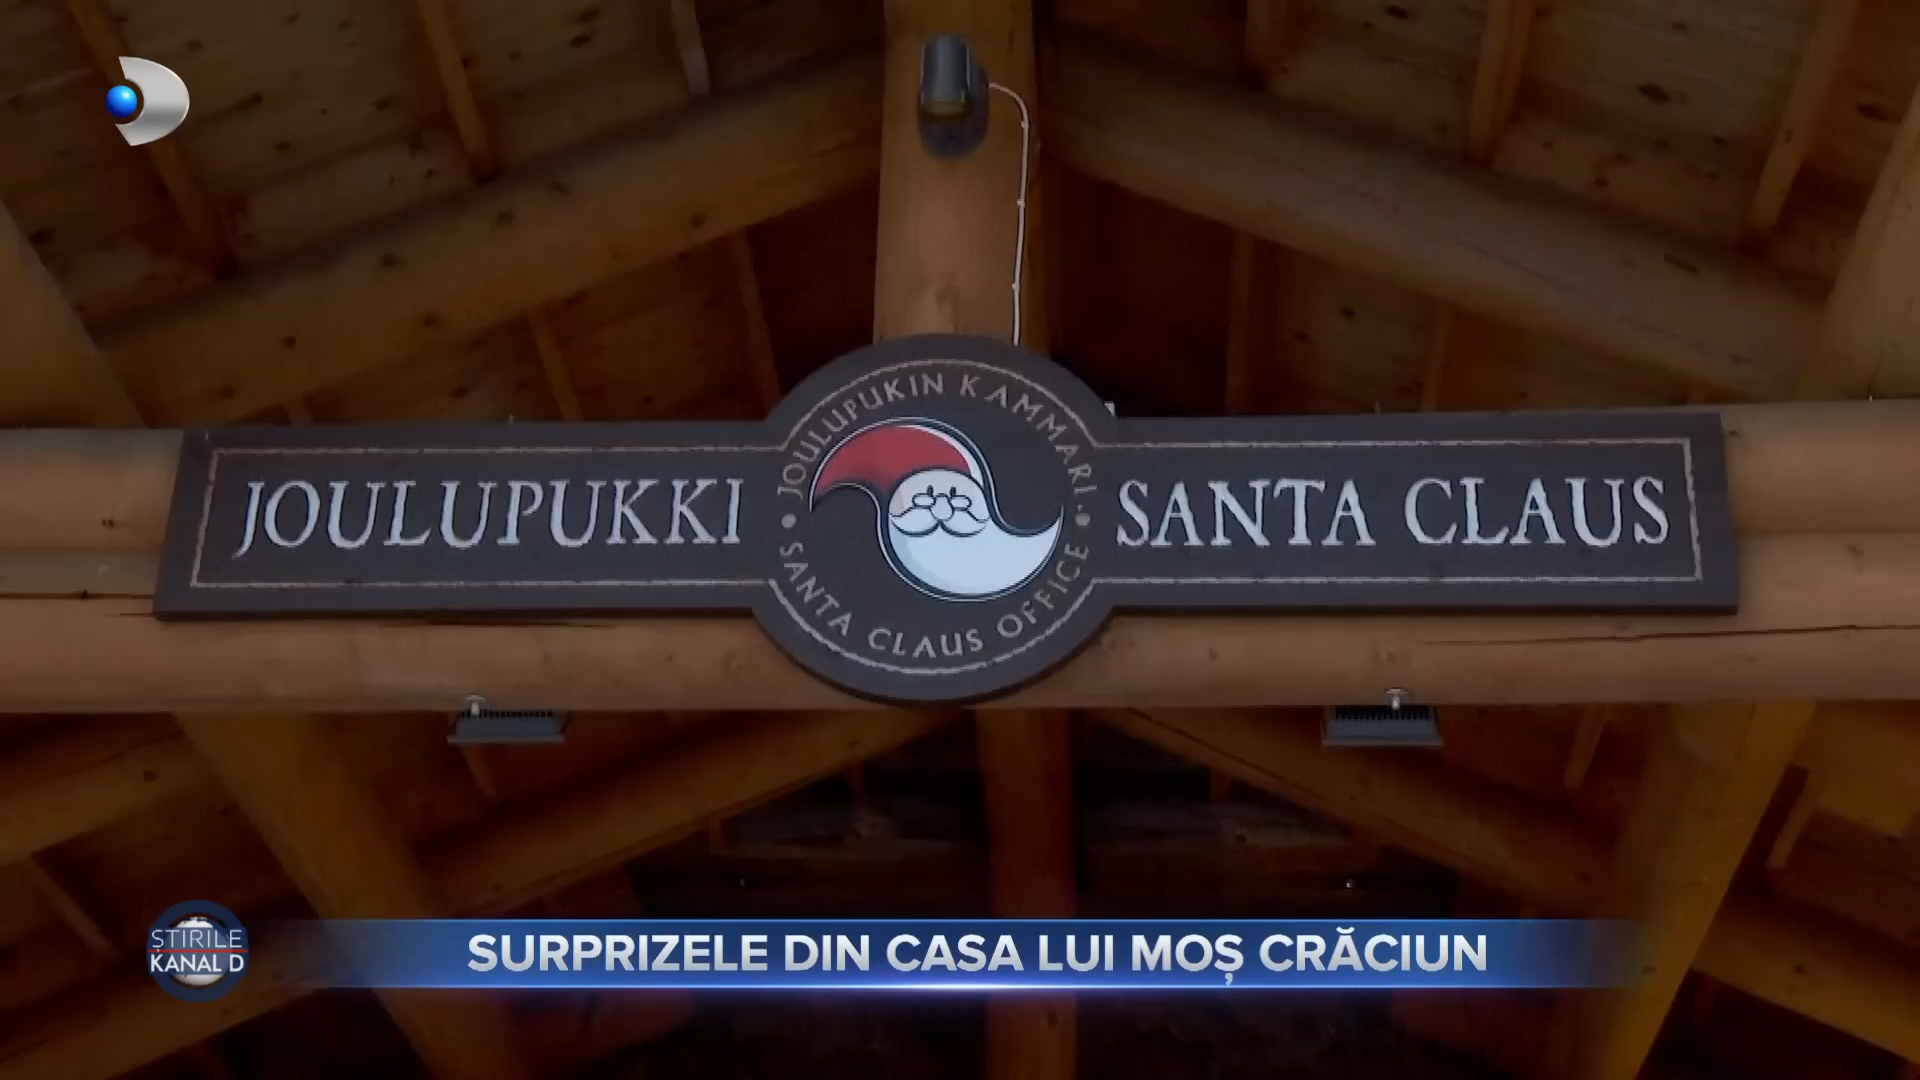 JOULUPUKKI
JOULUPUKIN KAMMARI
SANTA CLAUS OFFICE
SANTA CLAUS
ȘTIRILE
KANAL D
SURPRIZELE DIN CASA LUI MOȘ CRĂCIUN